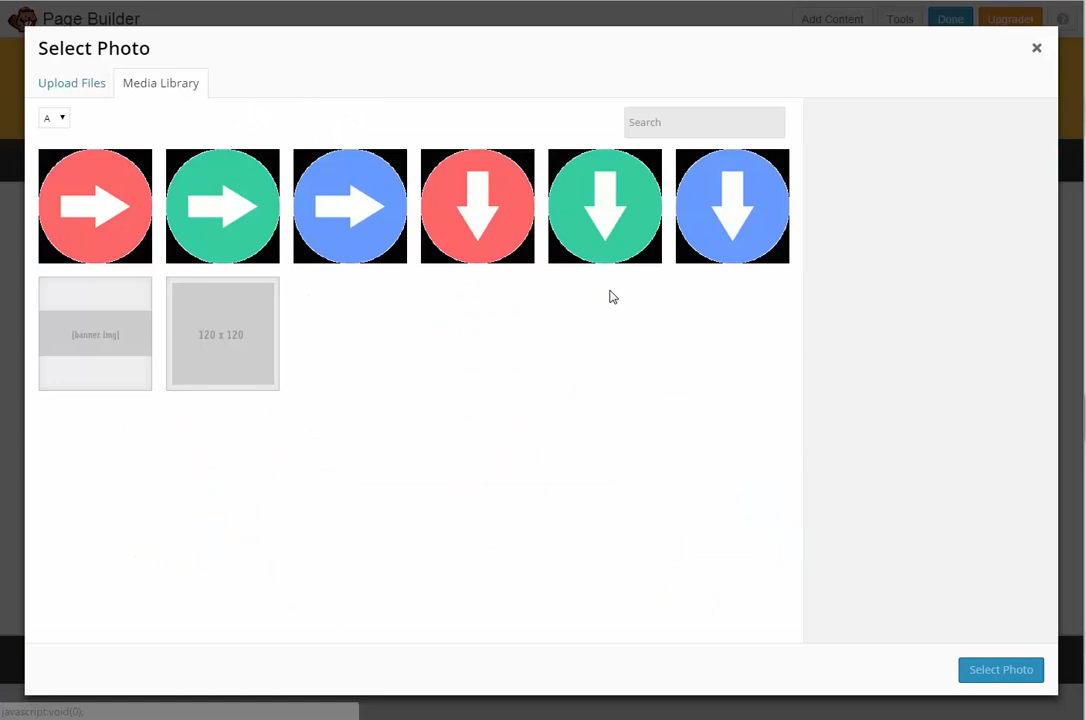 Page Builder
Add Content
Tools
Done
Upgrade!
?
Select Photo
Upload Files
Media Library
A
Search
[banner img]
120 x 120
Select Photo
javascript:void(0);